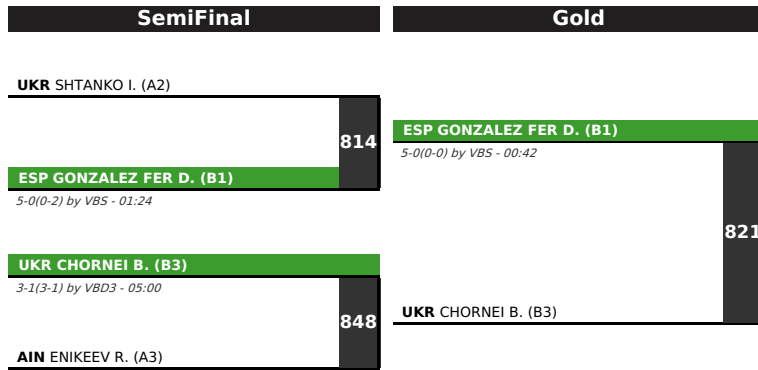 SemiFinal
UKR SHTANKO I. (A2)
814
ESP GONZALEZ FER D. (B1)
5-0(0-2) by VBS - 01:24
UKR CHORNEI B. (B3)
3-1(3-1) by VBD3 - 05:00
848
AIN ENIKEEV R. (A3)
Gold
ESP GONZALEZ FER D. (B1)
5-0(0-0) by VBS - 00:42
821
UKR CHORNEI B. (B3)